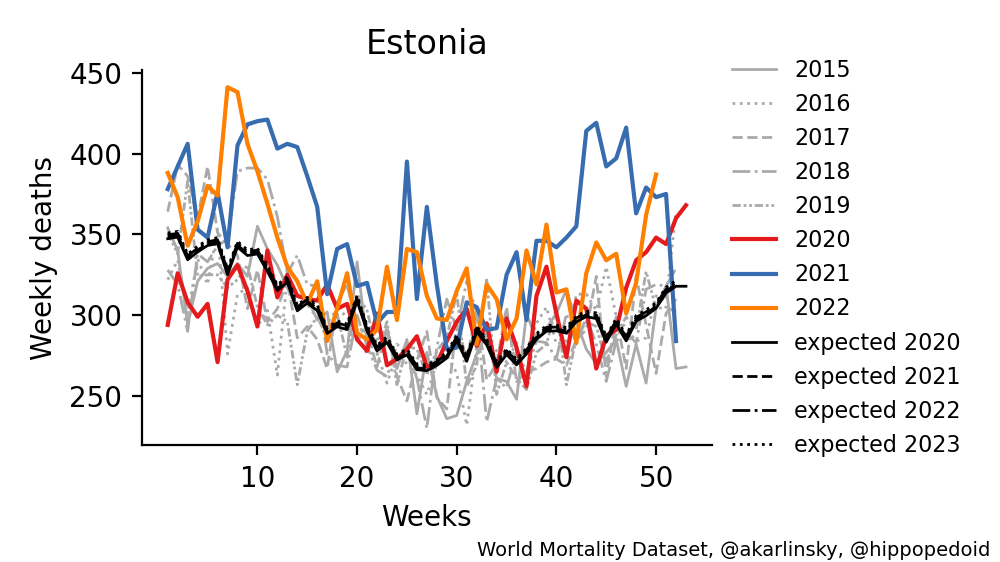 Estonia
Weekly deaths
450
400
350
300
250
10
20
30
40
50
Weeks
2015
2016
2017
2018
2019
2020
2021
2022
expected 2020
expected 2021
expected 2022
expected 2023
World Mortality Dataset, @akarlinsky, @hippopedoid